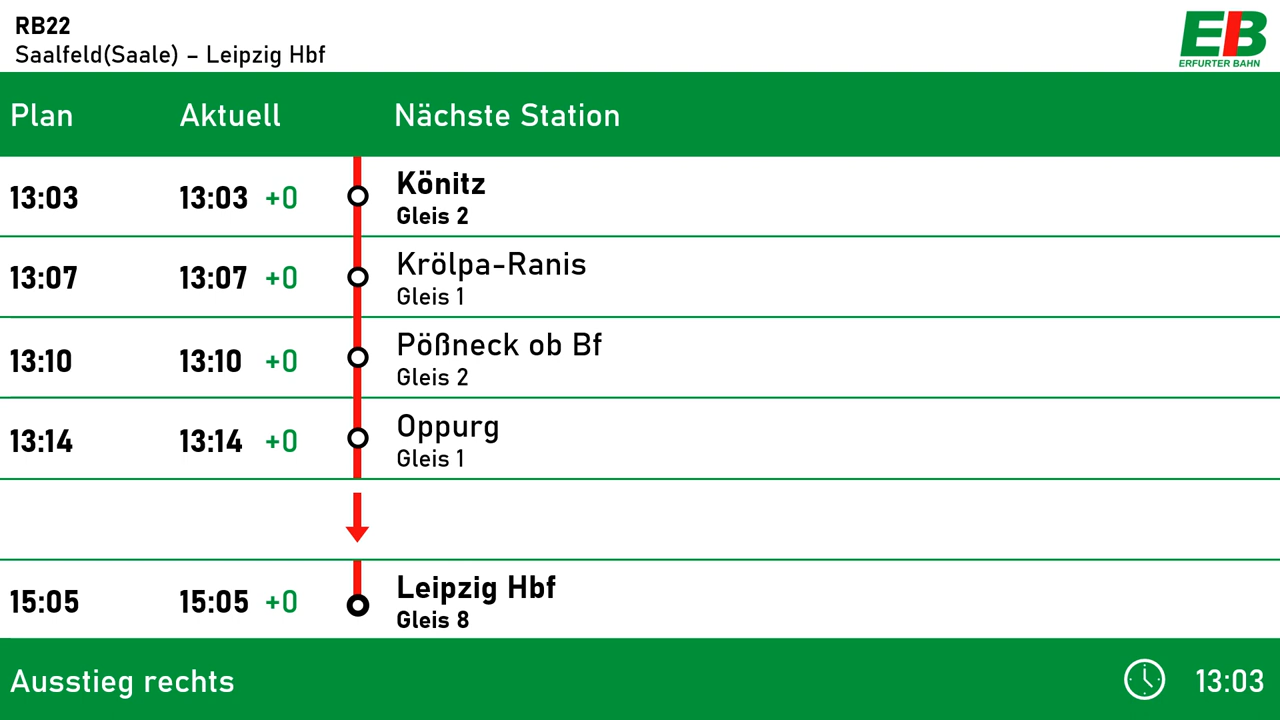 RB22
Saalfeld(Saale) – Leipzig Hbf
EB
ERFURTER BAHN
Plan Aktuell Nächste Station
13:03 13:03 +0 Könitz
Gleis 2
13:07 13:07 +0 Krölpa-Ranis
Gleis 1
13:10 13:10 +0 Pößneck ob Bf
Gleis 2
13:14 13:14 +0 Oppurg
Gleis 1
15:05 15:05 +0 Leipzig Hbf
Gleis 8
Ausstieg rechts 13:03